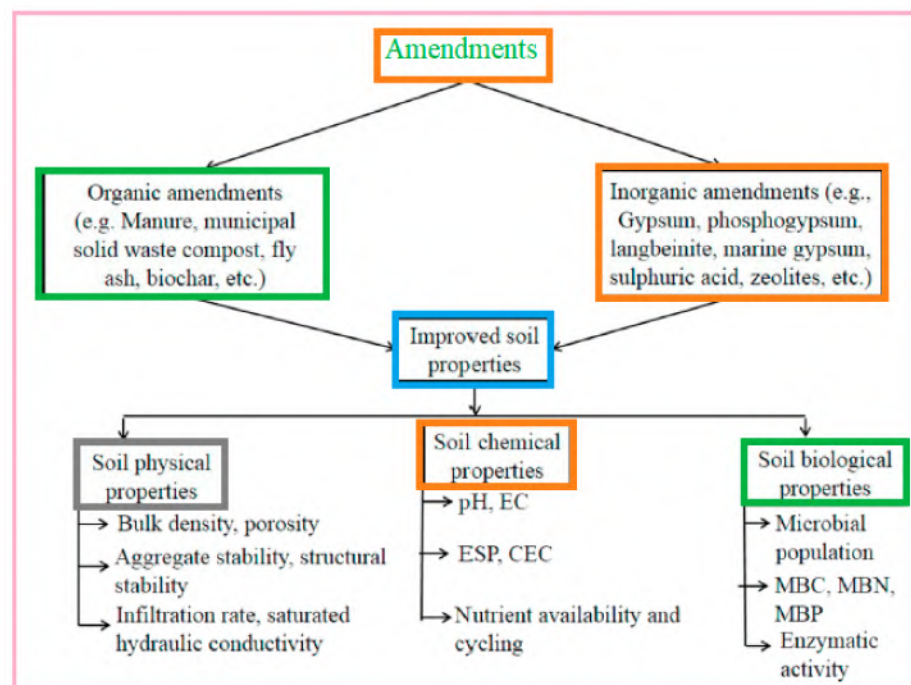 Amendments
Organic amendments
(e.g. Manure, municipal
solid waste compost, fly
ash, biochar, etc.)
Inorganic amendments (e.g.,
Gypsum, phosphogypsum,
langbeinite, marine gypsum,
sulphuric acid, zeolites, etc.)
Improved soil
properties
Soil physical
properties
Bulk density, porosity
Aggregate stability, structural
stability
Infiltration rate, saturated
hydraulic conductivity
Soil chemical
properties
pH, EC
ESP, CEC
Nutrient availability and
cycling
Soil biological
properties
Microbial
population
MBC, MBN,
MBP
Enzymatic
activity